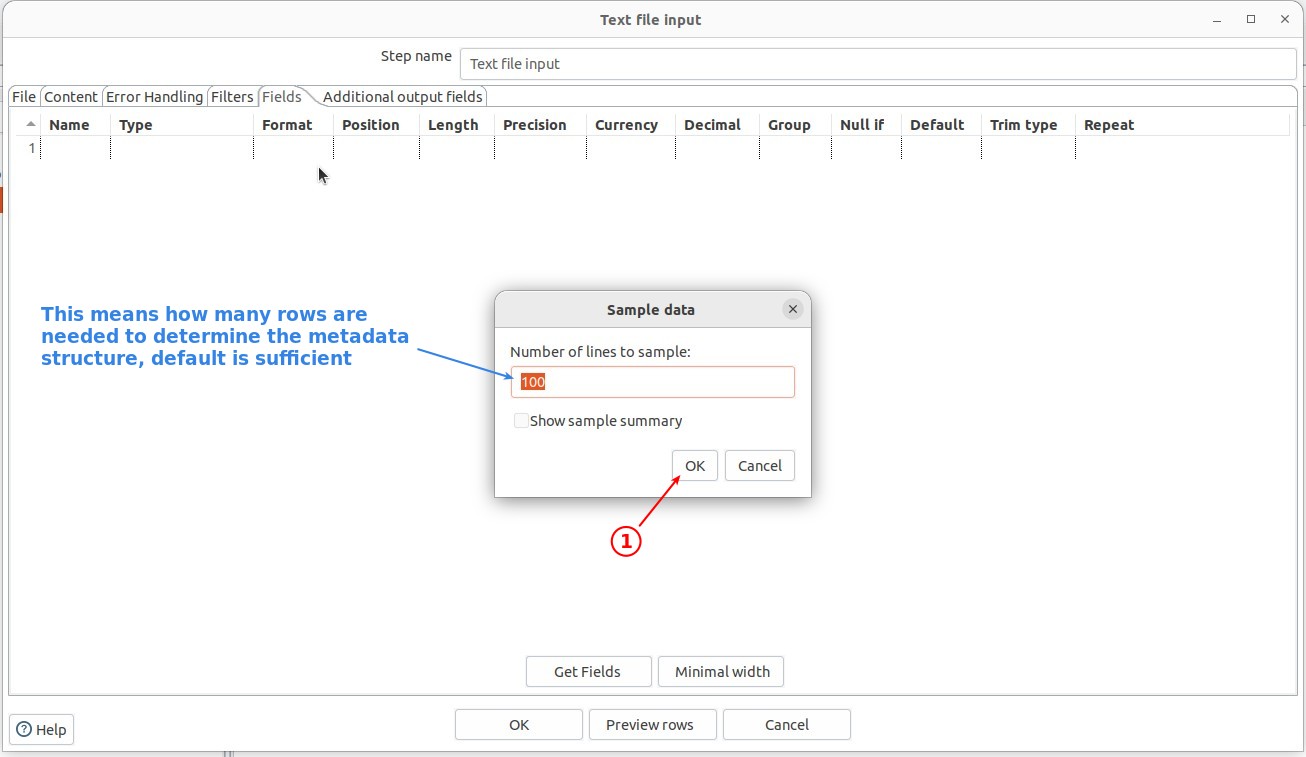 Text file input
Step name
Text file input
File Content Error Handling Filters Fields Additional output fields
Name Type Format Position Length Precision Currency Decimal Group Null if Default Trim type Repeat
1
This means how many rows are
needed to determine the metadada
structure, default is sufficient
Sample data
Number of lines to sample:
100
Show sample summary
OK Cancel
1
Get Fields Minimal width
Help
OK Preview rows Cancel